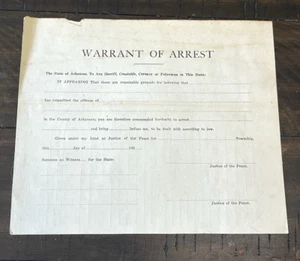 WARRANT OF ARREST
The State of Arkansas, To Any Sheriff, Constable, Coroner or Policeman in This State:
IT APPEARING That there are reasonable grounds for believing that
has committed the offense of
in the County of Arkansas, you are therefore commanded forthwith to arrest
and bring before me to be dealt with according to law.
Given under my hand as Justice of the Peace for Township,
this day of 19
Summons as Witness for the State:
Justice of the Peace.
Justice of the Peace.